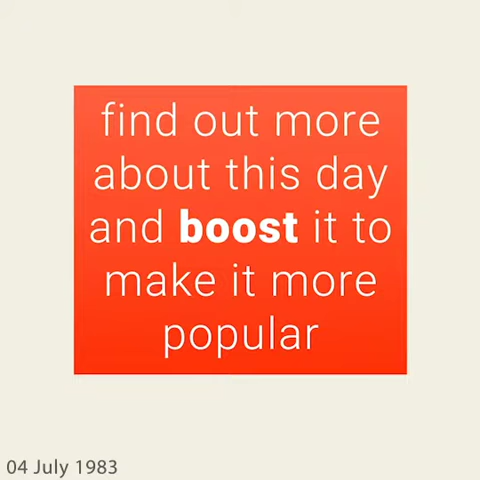 find out more
about this day
and boost it to
make it more
popular
04 July 1983